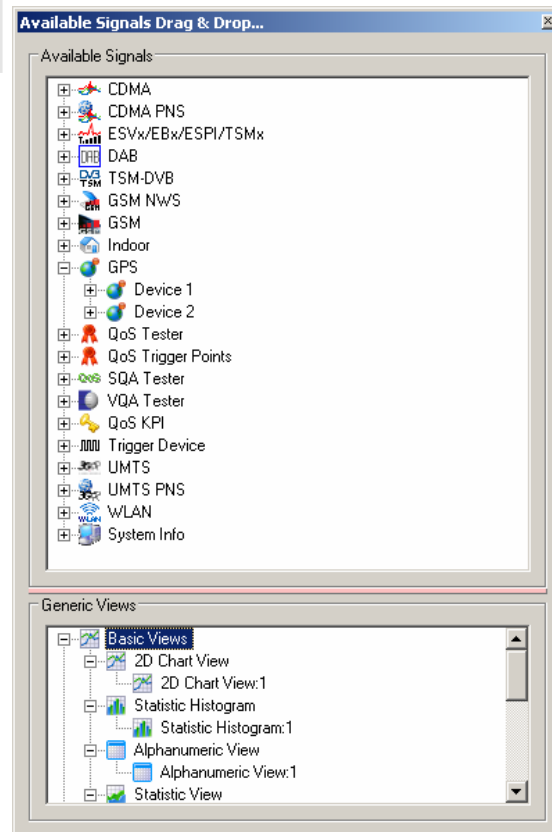 Available Signals Drag & Drop...
Available Signals
CDMA
CDMA PNS
ESVx/EBx/ESPI/TSMx
DAB
TSM-DVB
GSM NWS
GSM
Indoor
GPS
Device 1
Device 2
QoS Tester
QoS Trigger Points
SQA Tester
VQA Tester
QoS KPI
Trigger Device
UMTS
UMTS PNS
WLAN
System Info
Generic Views
Basic Views
2D Chart View
2D Chart View:1
Statistic Histogram
Statistic Histogram:1
Alphanumeric View
Alphanumeric View:1
Statistic View